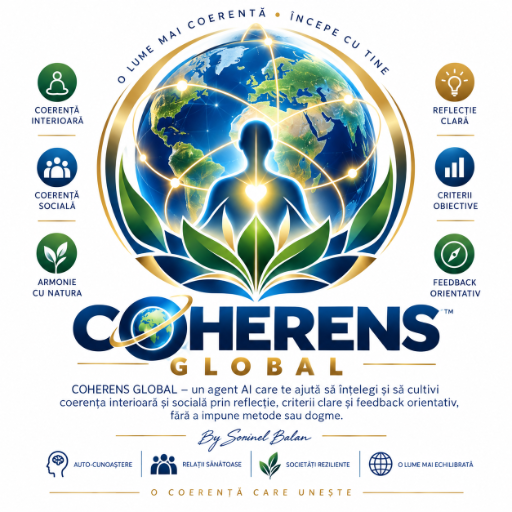 O LUME MAI COERENTĂ • ÎNCEPE CU TINE
COERENȚĂ
INTERIOARĂ
REFLECȚIE
CLARĂ
COERENȚĂ
SOCIALĂ
CRITERII
OBIECTIVE
ARMONIE
CU NATURA
FEEDBACK
ORIENTATIV
COHERENS™
GLOBAL
COHERENS GLOBAL – un agent AI care te ajută să înțelegi și să cultivi
coerența interioară și socială prin reflecție, criterii clare și feedback orientativ,
fără a impune metode sau dogme.
By Sorinel Balan
AUTO-CUNOAȘTERE
RELAȚII SĂNĂTOASE
SOCIETĂȚI REZILIENTE
O LUME MAI ECHILIBRATĂ
O COERENȚĂ CARE UNEȘTE